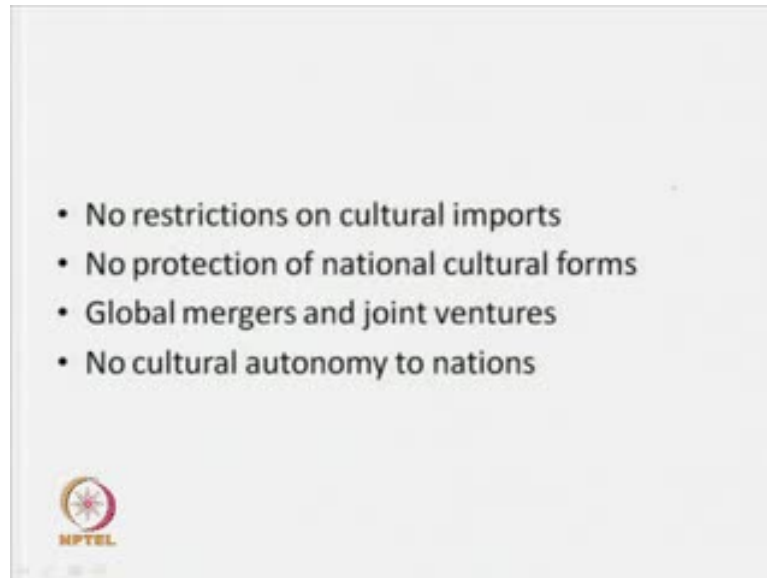 • No restrictions on cultural imports
• No protection of national cultural forms
• Global mergers and joint ventures
• No cultural autonomy to nations
NPTEL